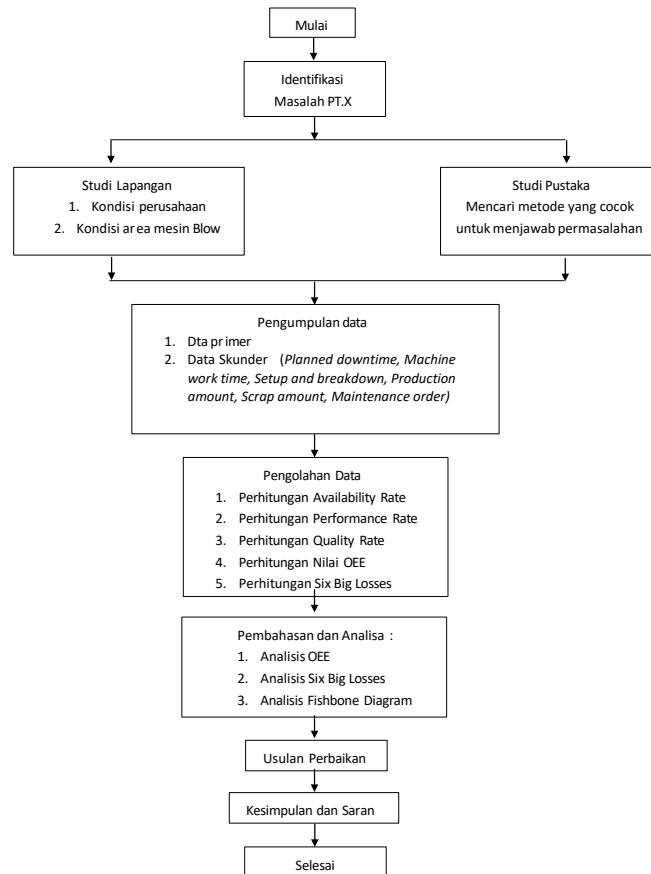 Mulai
Identifikasi
Masalah PT.X
Studi Lapangan
1. Kondisi perusahaan
2. Kondisi area mesin Blow
Studi Pustaka
Mencari metode yang cocok
untuk menjawab permasalahan
Pengumpulan data
1. Dta primer
2. Data Skunder (Planned downtime, Machine
work time, Setup and breakdown, Production
amount, Scrap amount, Maintenance order)
Pengolahan Data
1. Perhitungan Availability Rate
2. Perhitungan Performance Rate
3. Perhitungan Quality Rate
4. Perhitungan Nilai OEE
5. Perhitungan Six Big Losses
Pembahasan dan Analisa :
1. Analisis OEE
2. Analisis Six Big Losses
3. Analisis Fishbone Diagram
Usulan Perbaikan
Kesimpulan dan Saran
Selesai